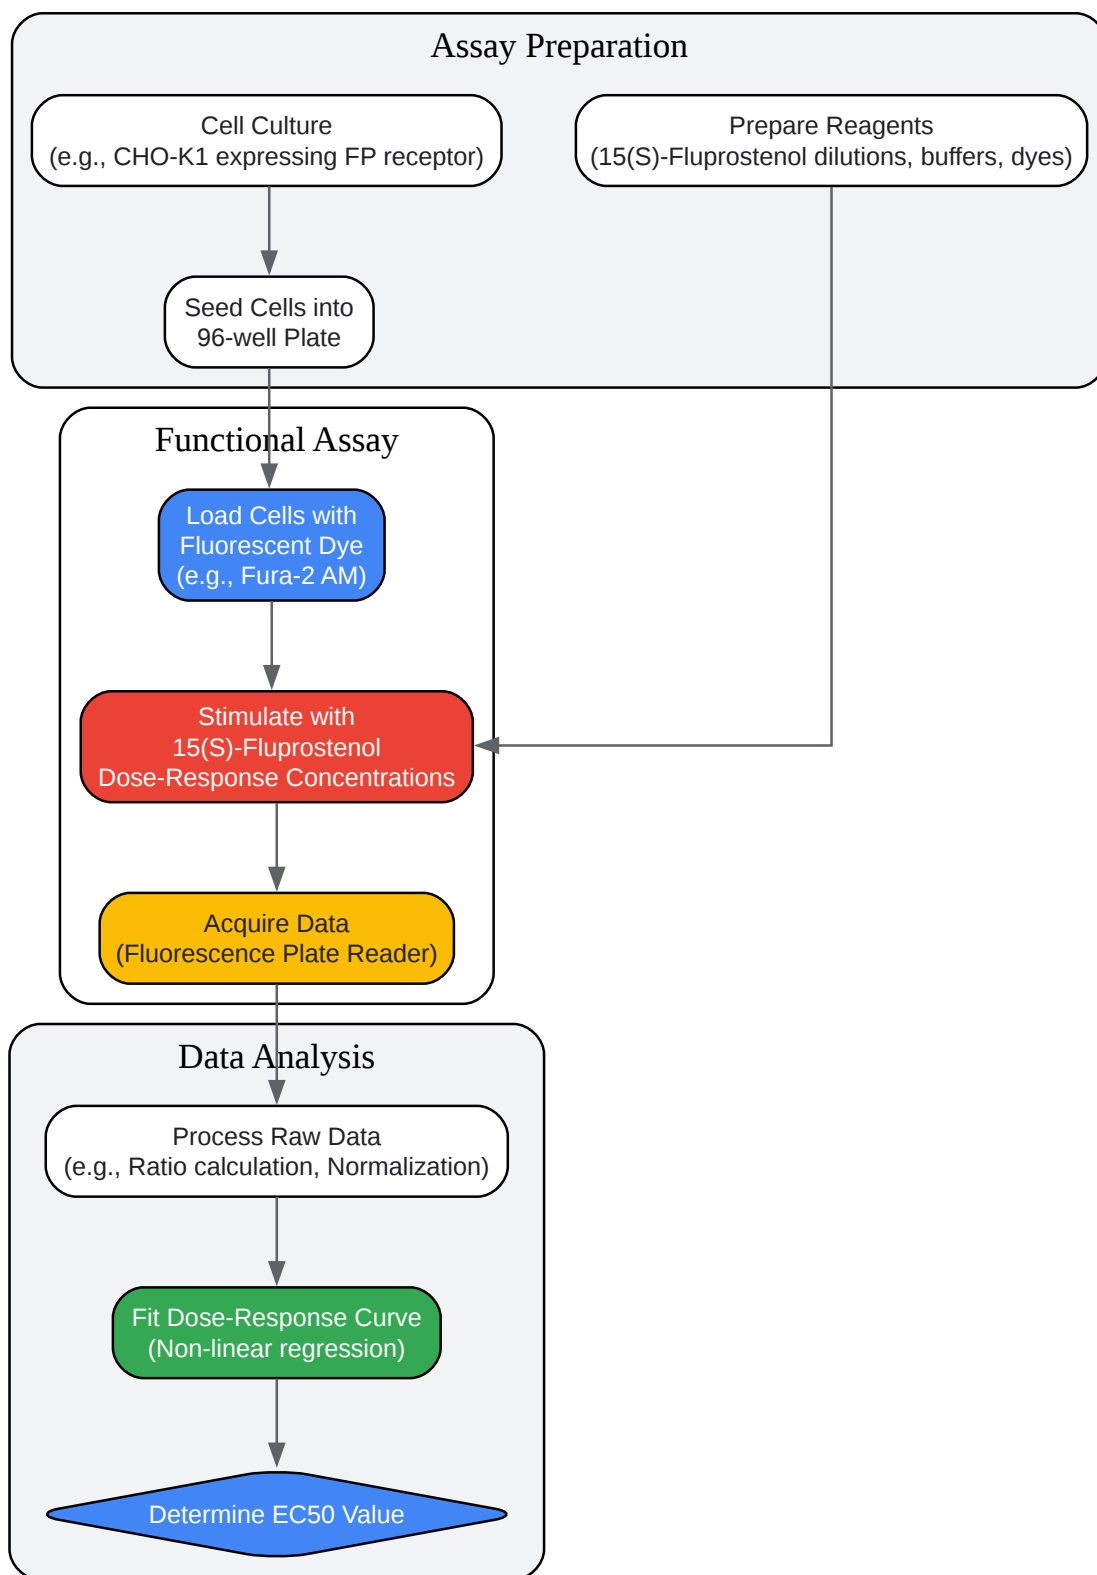 Assay Preparation
Cell Culture
(e.g., CHO-K1 expressing FP receptor)
Prepare Reagents
(15(S)-Fluprostenol dilutions, buffers, dyes)
Seed Cells into
96-well Plate
Functional Assay
Load Cells with
Fluorescent Dye
(e.g., Fura-2 AM)
Stimulate with
15(S)-Fluprostenol
Dose-Response Concentrations
Acquire Data
(Fluorescence Plate Reader)
Data Analysis
Process Raw Data
(e.g., Ratio calculation, Normalization)
Fit Dose-Response Curve
(Non-linear regression)
Determine EC50 Value